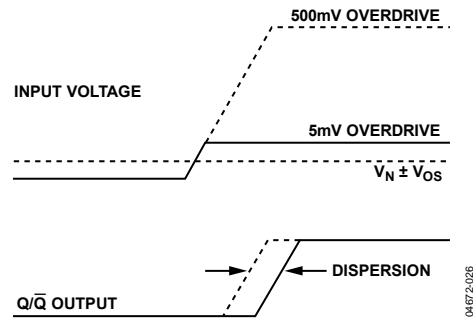 500mV OVERDRIVE
INPUT VOLTAGE
5mV OVERDRIVE
V_N ± V_OS
DISPERSION
Q/Q̅ OUTPUT
04672-026